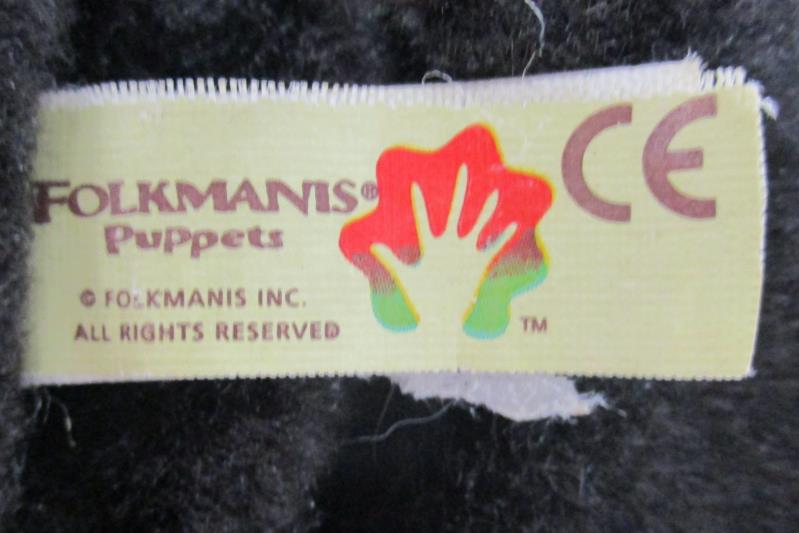 FOLKMANIS®
Puppets
© FOLKMANIS INC.
ALL RIGHTS RESERVED
TM
CE